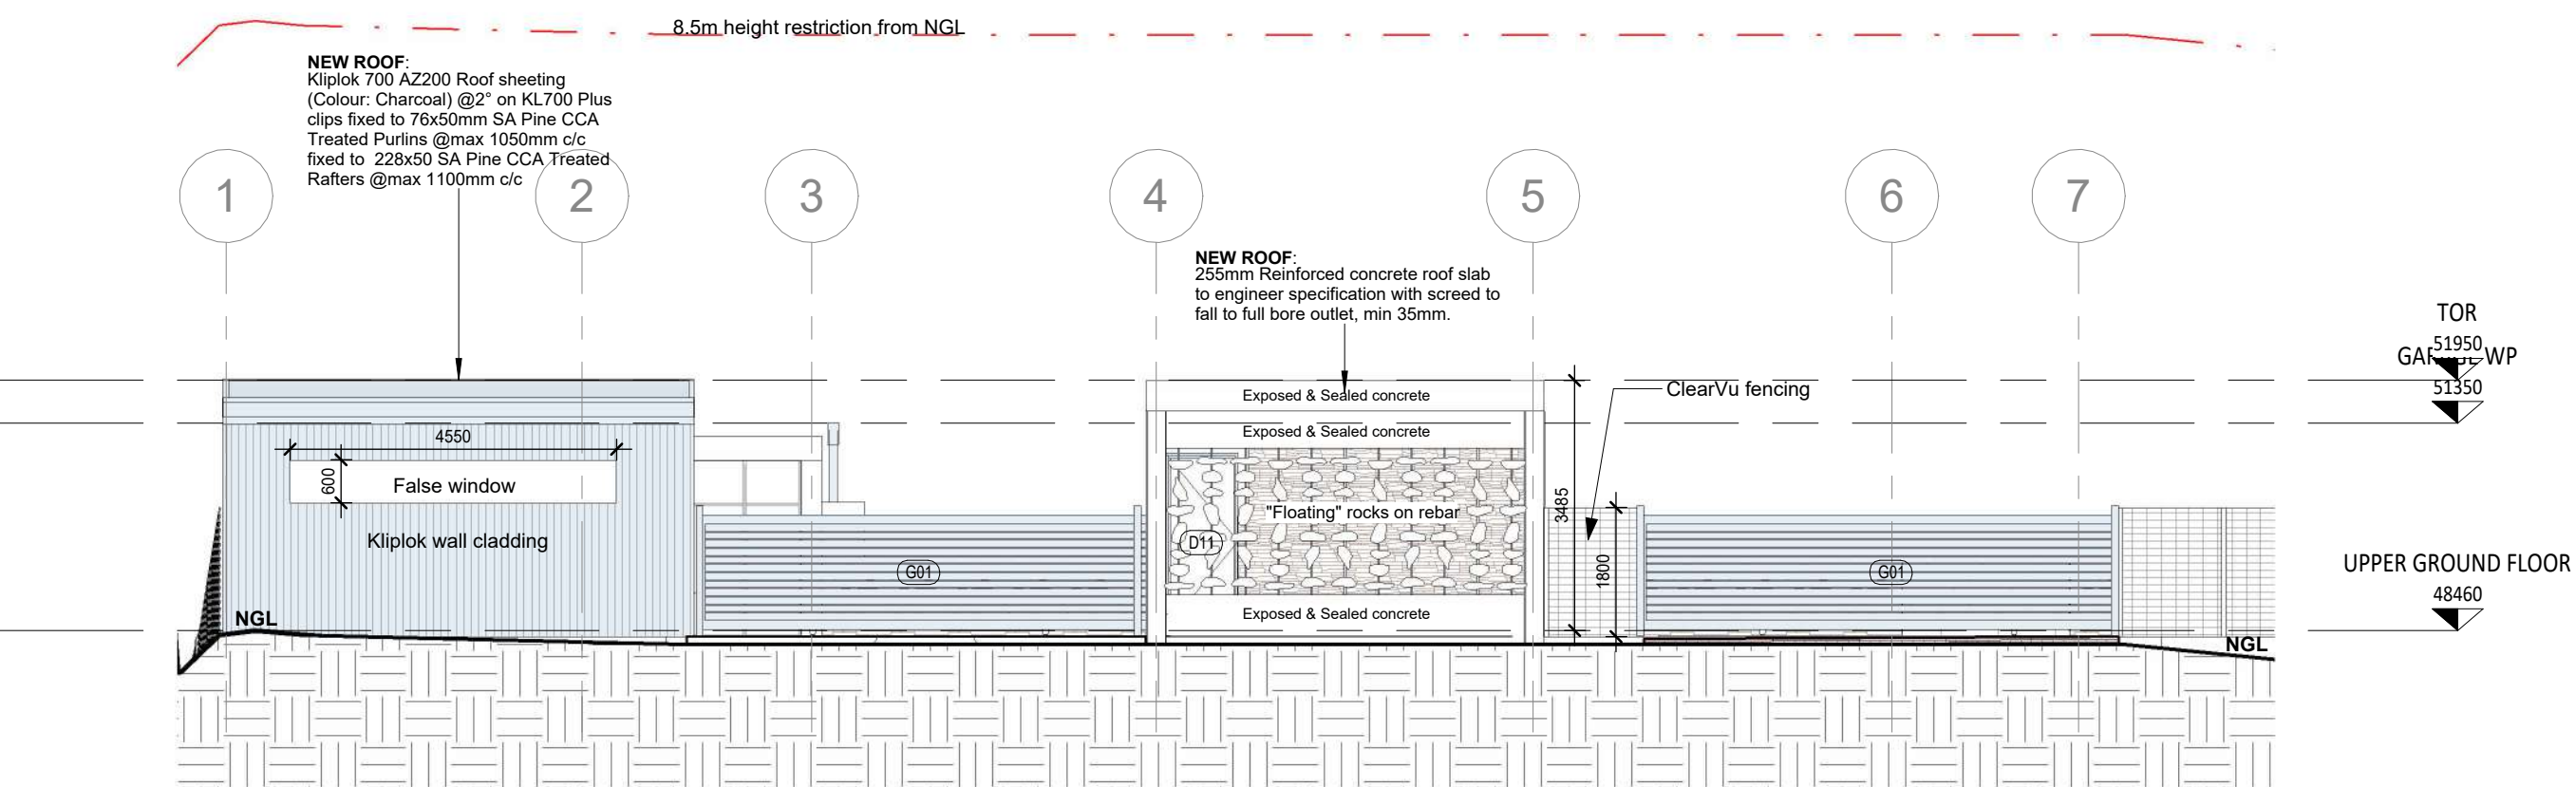 8.5m height restriction from NGL
NEW ROOF:
Kliplok 700 AZ200 Roof sheeting
(Colour: Charcoal) @2° on KL700 Plus
clips fixed to 76x50mm SA Pine CCA
Treated Purlins @max 1050mm c/c
fixed to 228x50 SA Pine CCA Treated
Rafters @max 1100mm c/c
1
2
3
4
5
6
7
NEW ROOF:
255mm Reinforced concrete roof slab
to engineer specification with screed to
fall to full bore outlet, min 35mm.
TOR
51950
WP
51350
Exposed & Sealed concrete
ClearVu fencing
Exposed & Sealed concrete
4550
600
False window
"Floating" rocks on rebar
3485
Kliplok wall cladding
D11
G01
1800
G01
UPPER GROUND FLOOR
48460
Exposed & Sealed concrete
NGL
NGL